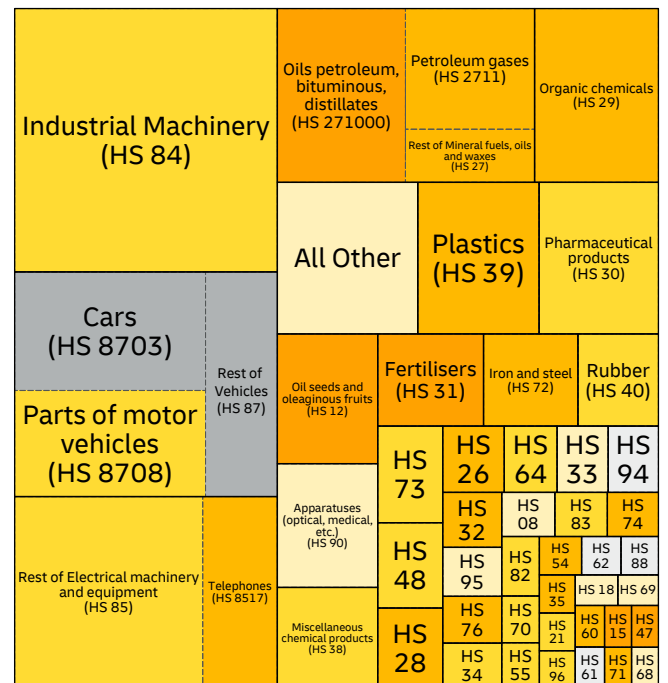 Industrial Machinery
(HS 84)
Oils petroleum,
bituminous,
distillates
(HS 271000)
Petroleum gases
(HS 2711)
Rest of Mineral fuels, oils
and waxes
(HS 27)
Organic chemicals
(HS 29)
All Other
Plastics
(HS 39)
Pharmaceutical
products
(HS 30)
Cars
(HS 8703)
Parts of motor
vehicles
(HS 8708)
Rest of
Vehicles
(HS 87)
Rest of Electrical machinery
and equipment
(HS 85)
Telephones
(HS 8517)
Oil seeds and
oleaginous fruits
(HS 12)
Apparatuses
(optical, medical,
etc.)
(HS 90)
Miscellaneous
chemical products
(HS 38)
Fertilisers
(HS 31)
Iron and steel
(HS 72)
Rubber
(HS 40)
HS
73
HS
48
HS
28
HS
26
HS
64
HS
33
HS
94
HS
32
HS
95
HS
76
HS
34
HS
08
HS
83
HS
74
HS
82
HS
70
HS
55
HS
54
HS
62
HS
88
HS
35
HS 18
HS 69
HS
21
HS
60
HS
15
HS
47
HS
96
HS
61
HS
71
HS
68